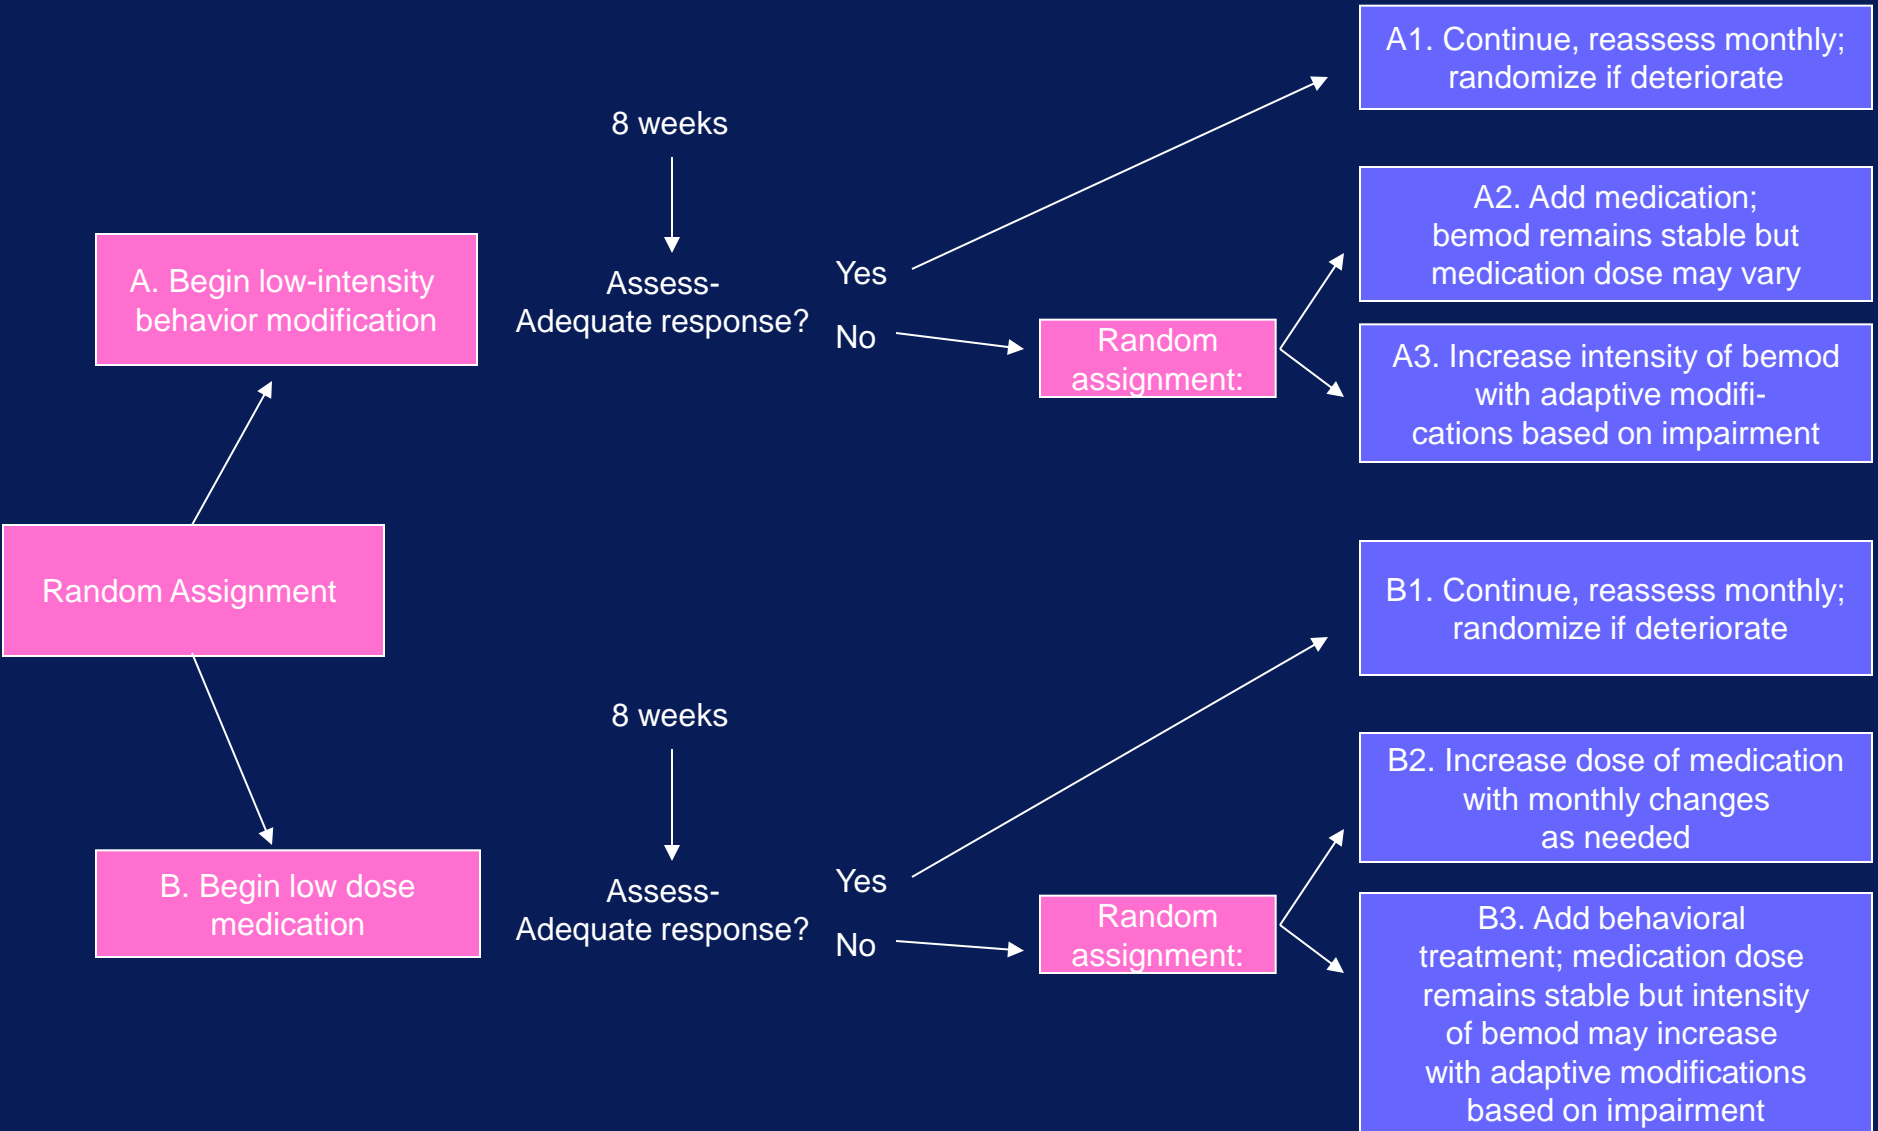 A1. Continue, reassess monthly;
randomize if deteriorate
8 weeks
A2. Add medication;
bemod remains stable but
medication dose may vary
A. Begin low-intensity
behavior modification
Assess-
Adequate response?
Yes
No
Random
assignment:
A3. Increase intensity of bemod
with adaptive modifi-
cations based on impairment
Random Assignment
B1. Continue, reassess monthly;
randomize if deteriorate
8 weeks
B2. Increase dose of medication
with monthly changes
as needed
B. Begin low dose
medication
Assess-
Adequate response?
Yes
No
Random
assignment:
B3. Add behavioral
treatment; medication dose
remains stable but intensity
of bemod may increase
with adaptive modifications
based on impairment